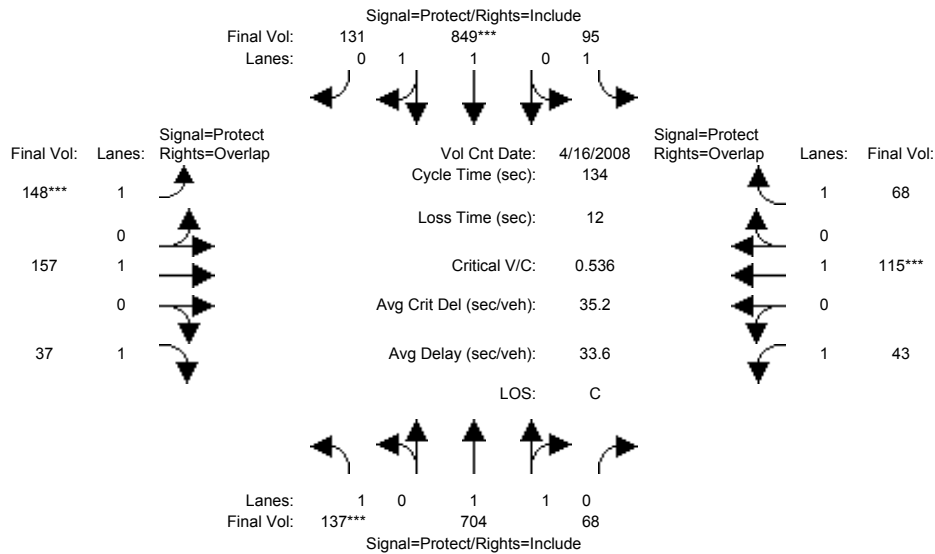 Signal=Protect/Rights=Include
Final Vol: 131 849*** 95
Lanes: 0 1 1 0 1
Signal=Protect Signal=Protect
Final Vol: Lanes: Rights=Overlap Vol Cnt Date: 4/16/2008 Rights=Overlap Lanes: Final Vol:
Cycle Time (sec): 134
148*** 1 1 68
Loss Time (sec): 12
0 0
157 1 Critical V/C: 0.536 1 115***
0 Avg Crit Del (sec/veh): 35.2 0
37 1 Avg Delay (sec/veh): 33.6 1 43
LOS: C
Lanes: 1 0 1 1 0
Final Vol: 137*** 704 68
Signal=Protect/Rights=Include